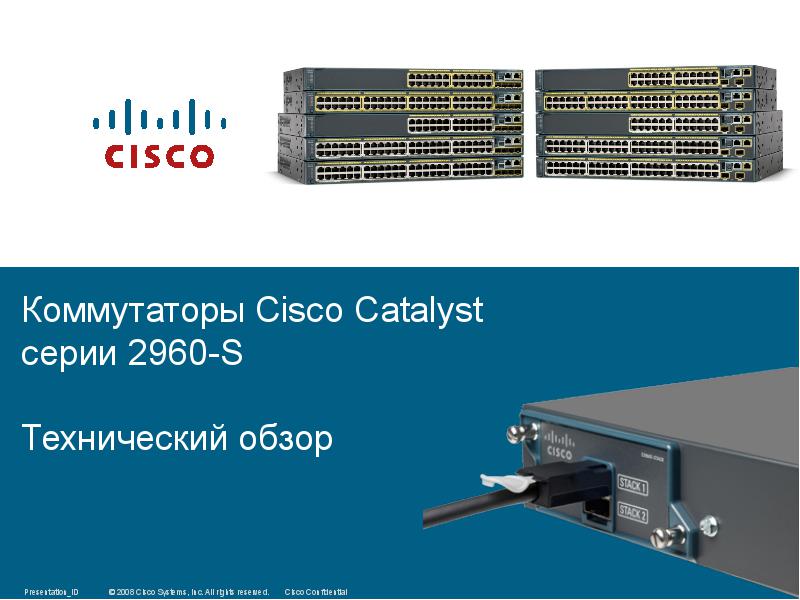 CISCO
Коммутаторы Cisco Catalyst
серии 2960-S
Технический обзор
CISCO
STACK 1
STACK 2
Presentation_ID
© 2008 Cisco Systems, Inc. All rights reserved.
Cisco Confidential